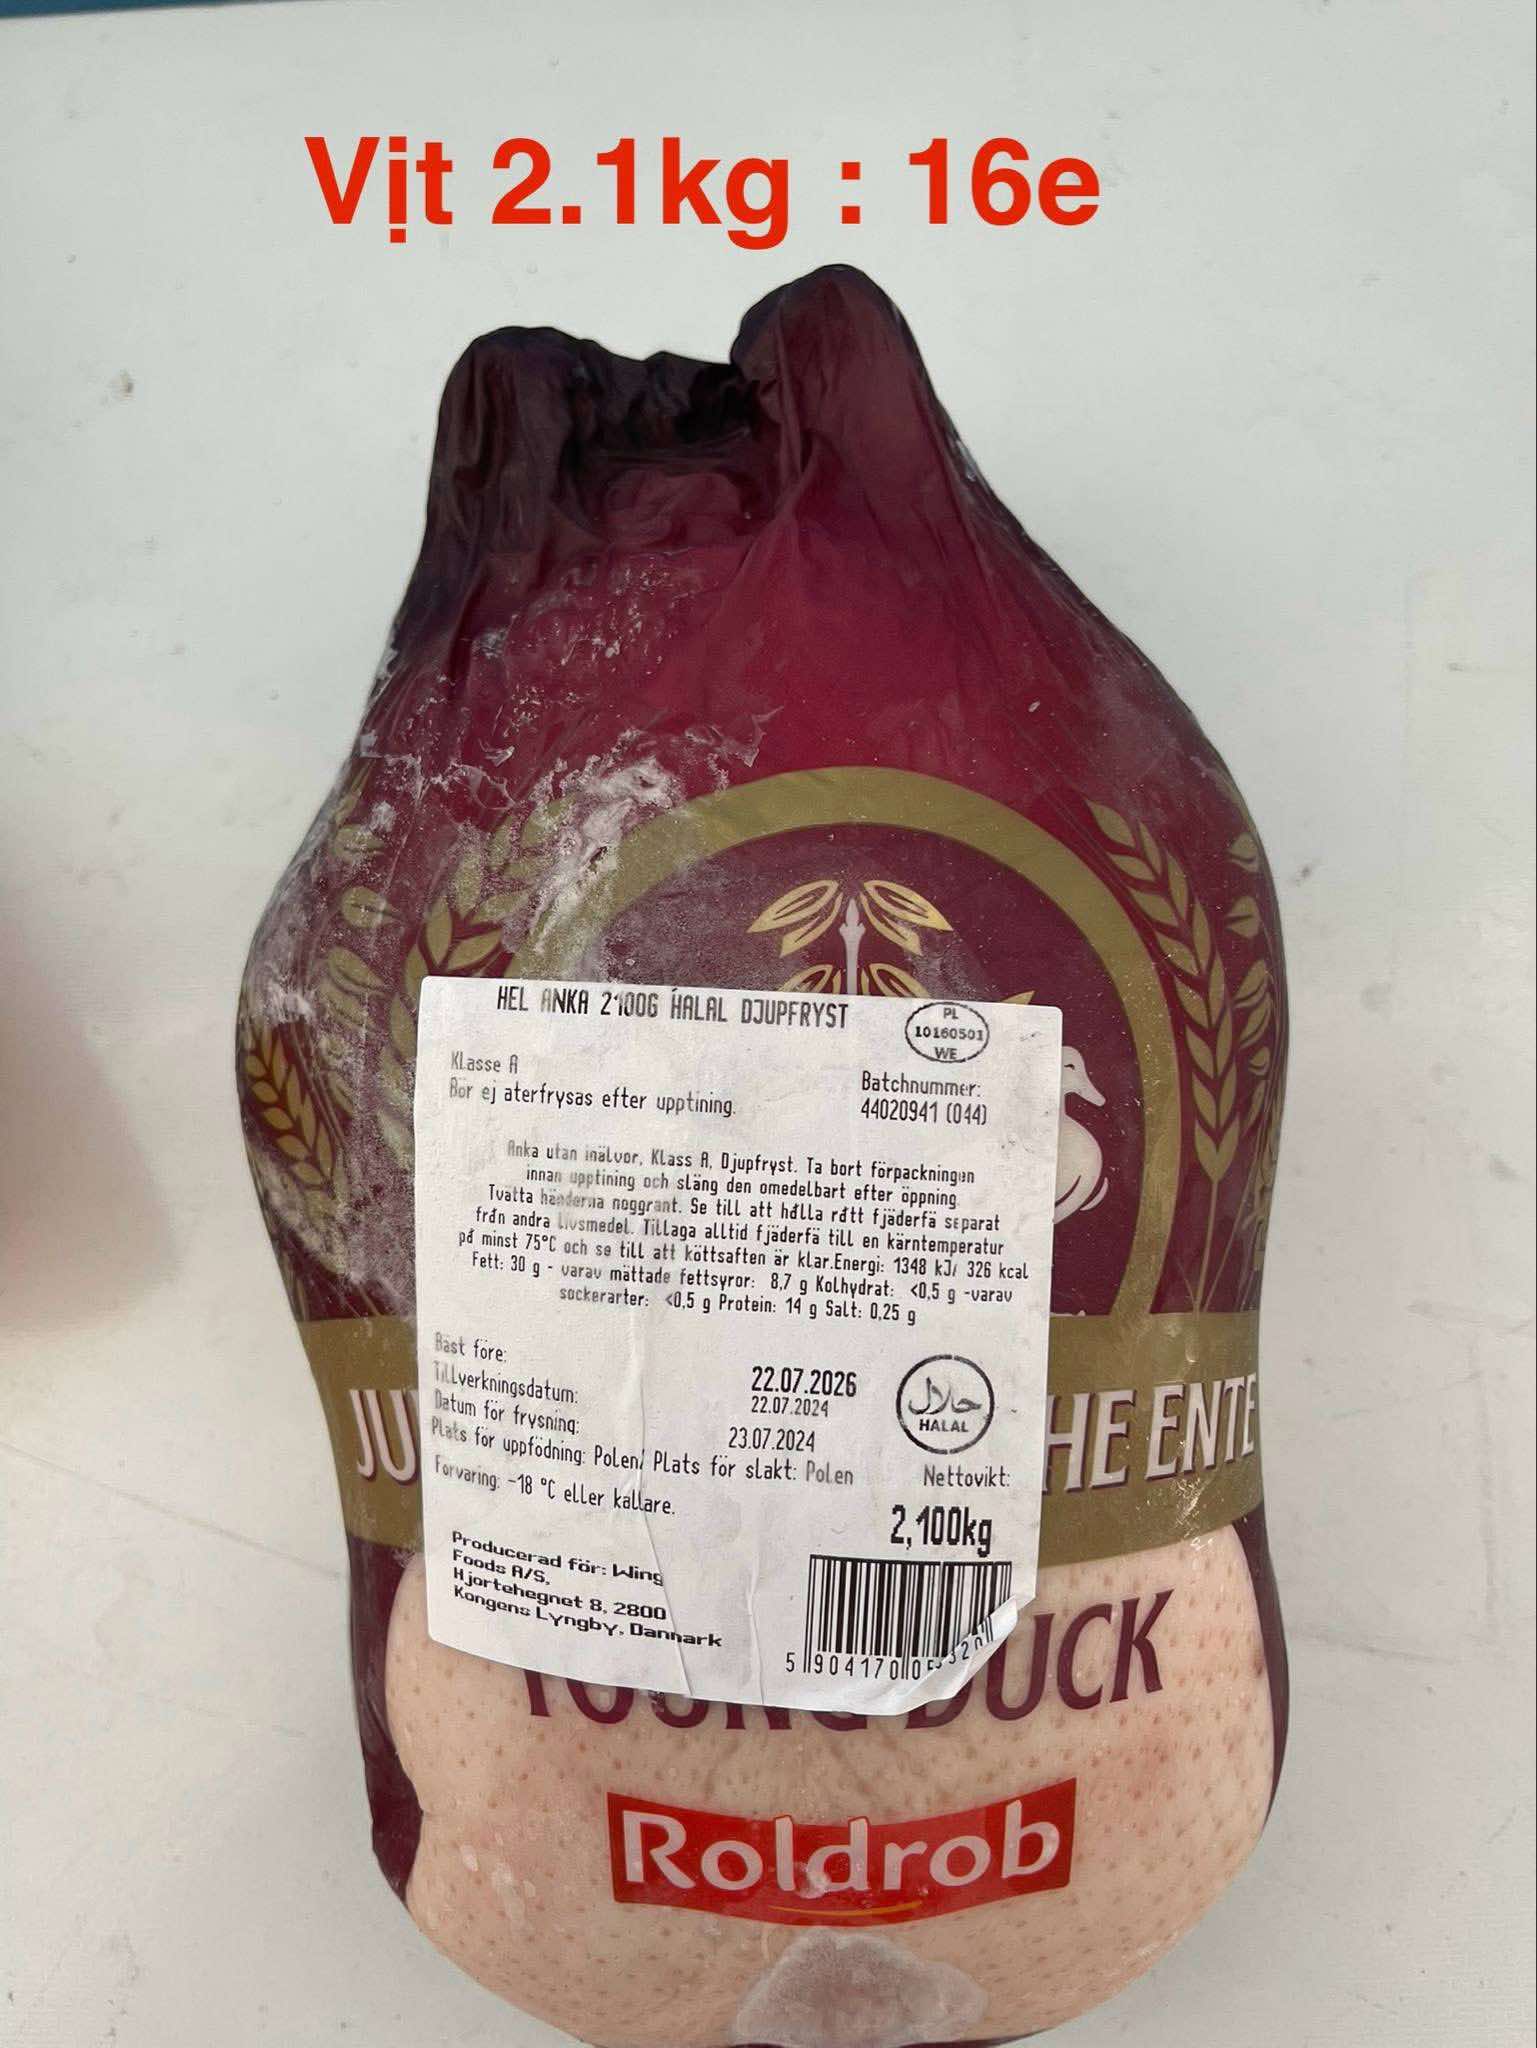 Vịt 2.1kg : 16e
HEL ANKA 2100G HALAL DJUPFRYST
PL
10160501
WE
Klasse A
Bör ej aterfrysas efter upptining.
Batchnummer:
44020941 (044)
Anka utan inälvor, Klass A, Djupfryst. Ta bort förpackningen
innan upptining och släng den omedelbart efter öppning.
Tvätta händerna noggrant. Se till att hålla rått fjäderfä separat
från andra livsmedel. Tillaga alltid fjäderfä till en kärntemperatur
på minst 75°C och se till att köttsaften är klar.Energi: 1348 kJ/ 326 kcal
Fett: 30 g - varav mättade fettsyror: 8,7 g Kolhydrat: <0,5 g -varav
sockerarter: <0,5 g Protein: 14 g Salt: 0,25 g
Bäst före: 22.07.2026
Tillverkningsdatum: 22.07.2024
Datum för frysning: 23.07.2024
Plats för uppfödning: Polen/ Plats för slakt: Polen
Förvaring: -18 °C eller kallare.
حلال
HALAL
Nettovikt:
2,100kg
Producerad för: Wing
Foods A/S,
Hjortehegnet 8, 2800
Kongens Lyngby, Danmark
5 904170 0
JU HE ENTE
YOUNG DUCK
Roldrob